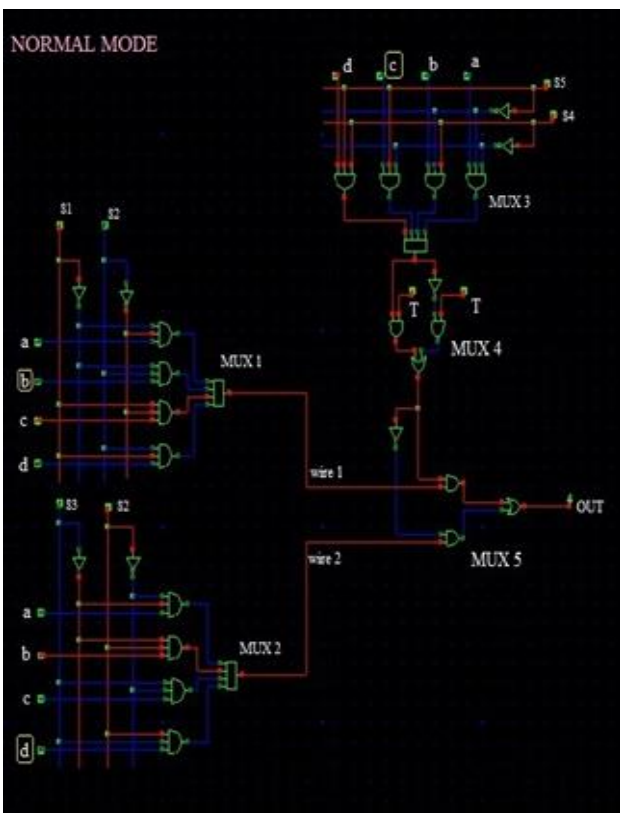 NORMAL MODE
d c b a
S5
S4
MUX 3
S1 S2
T T
MUX 4
a
b
MUX 1
c
d
wire 1
S3 S2
OUT
wire 2
MUX 5
a
b
MUX 2
c
d